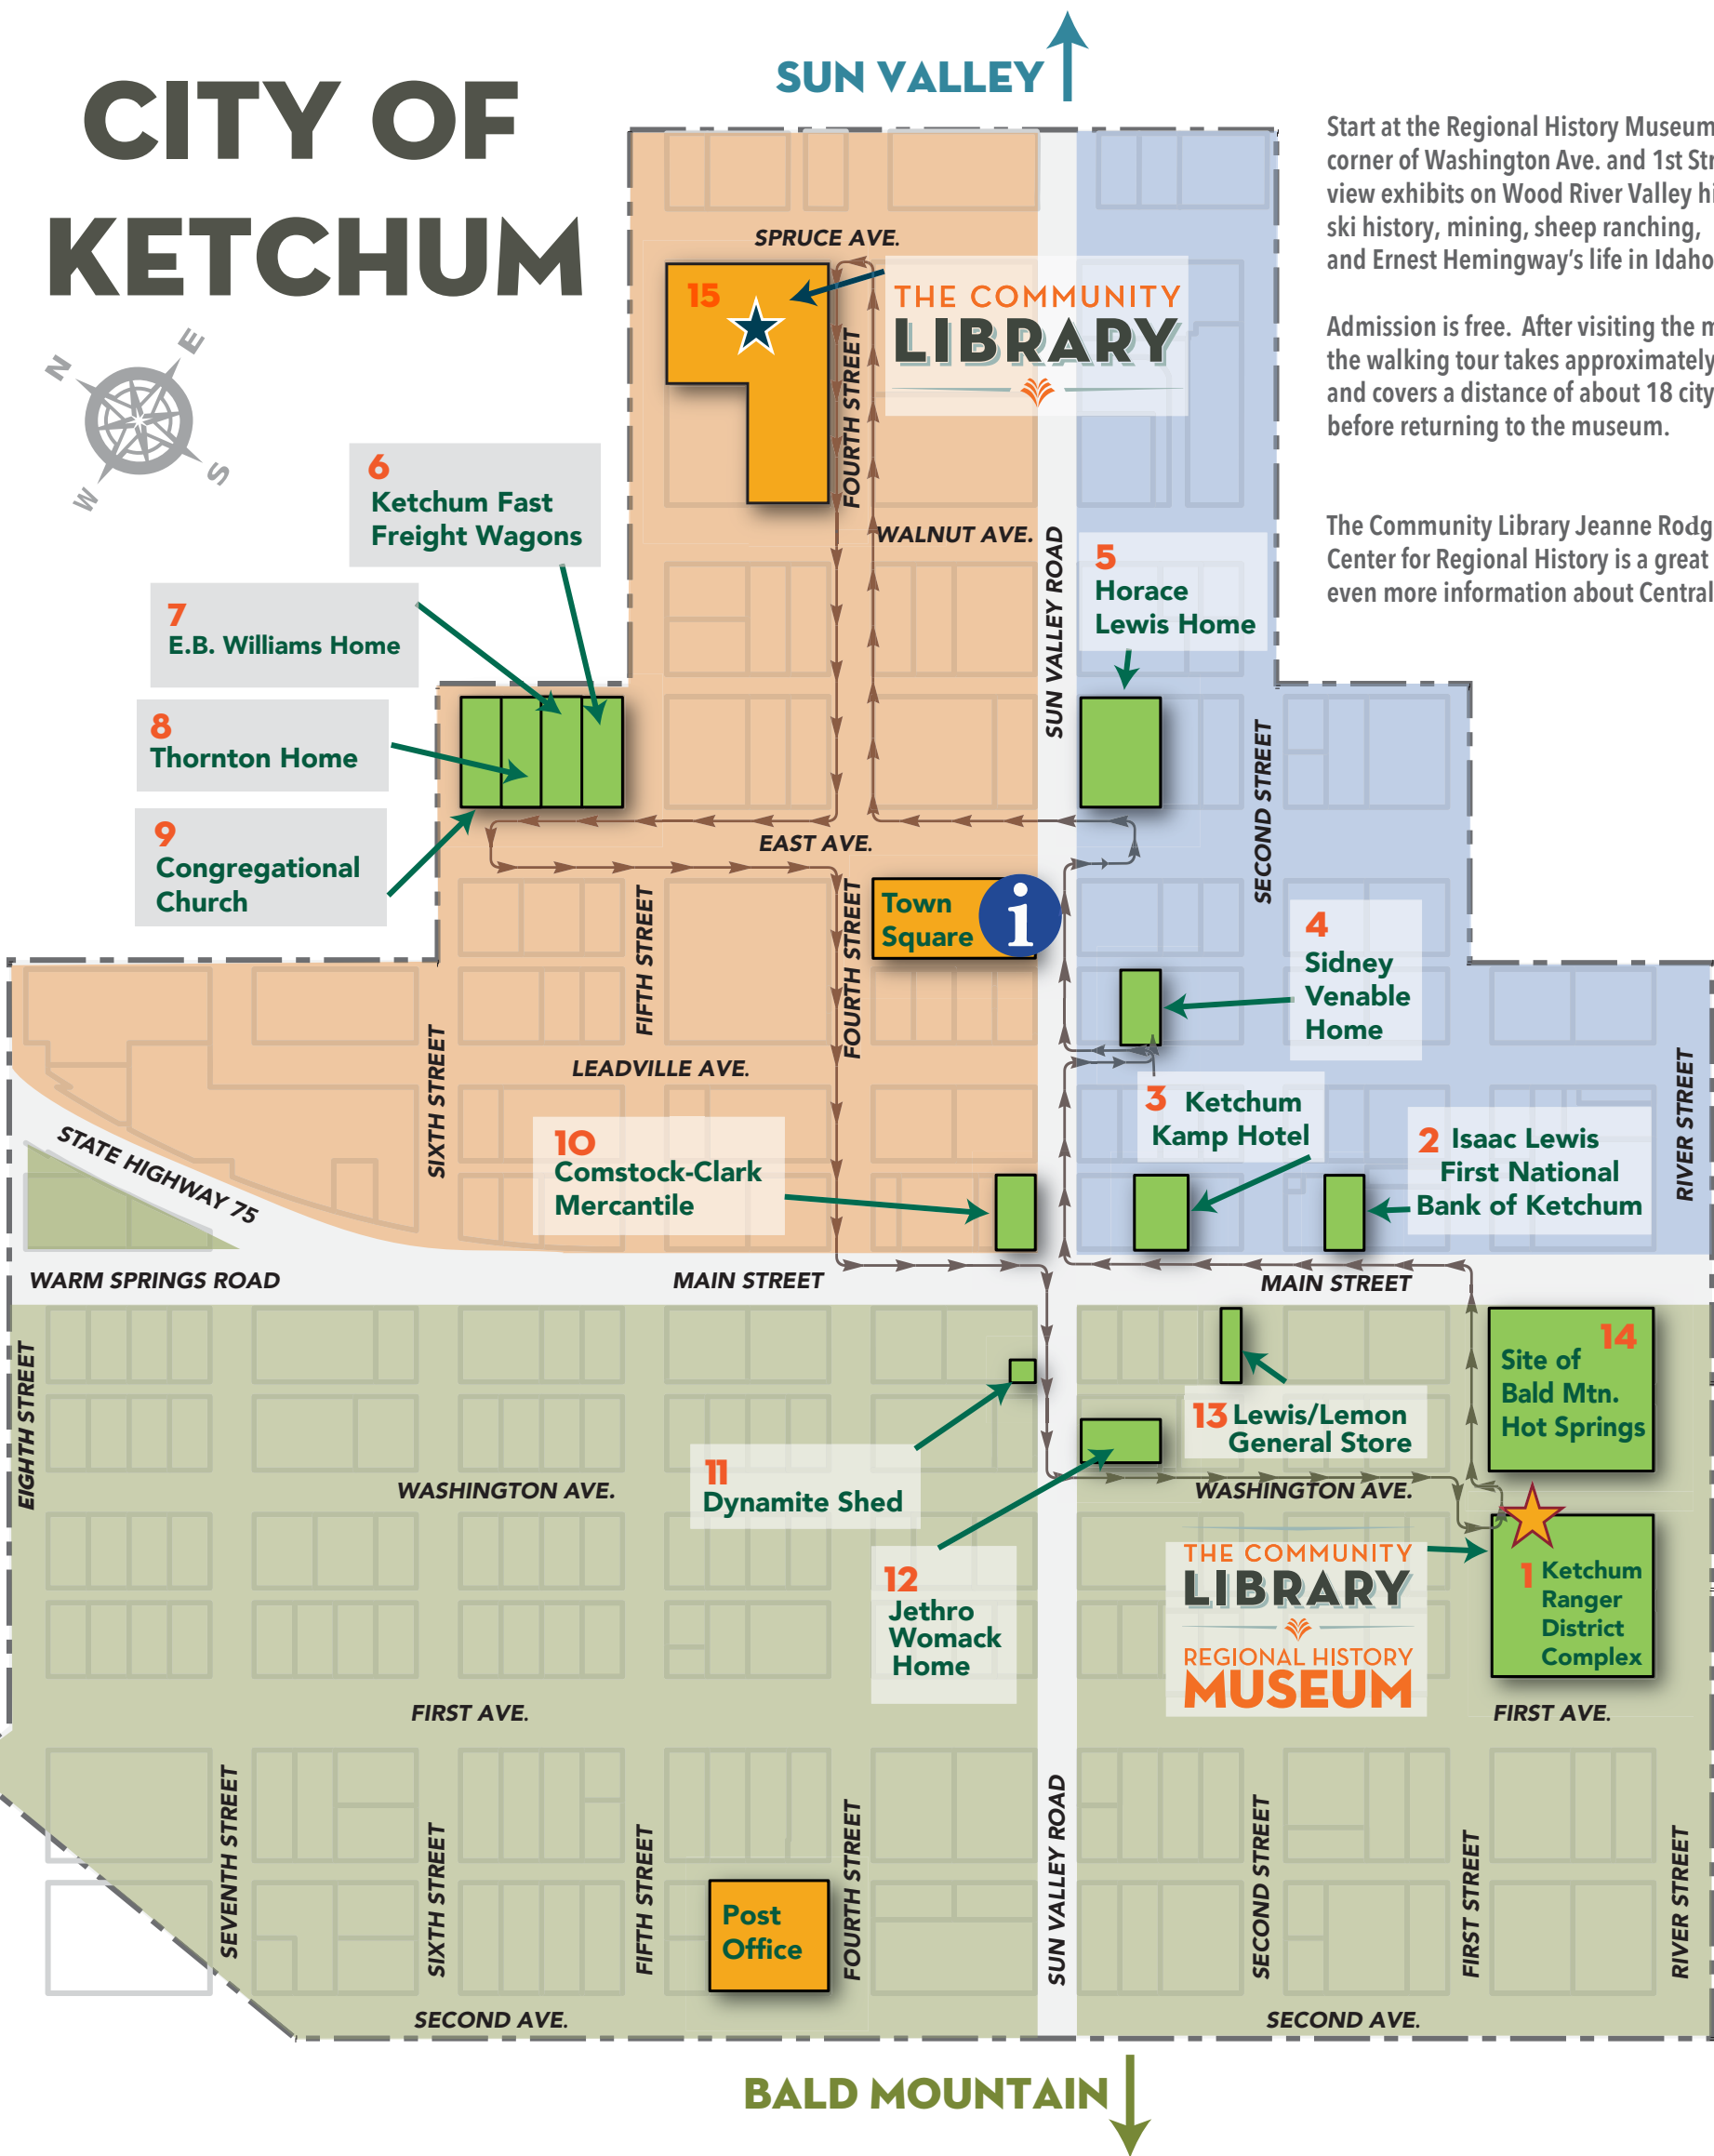 CITY OF
KETCHUM
SUN VALLEY
Start at the Regional History Museum
corner of Washington Ave. and 1st
view exhibits on Wood River Valley
ski history, mining, sheep ranching,
and Ernest Hemingway's life in Idaho
Admission is free. After visiting the
the walking tour takes approximately
and covers a distance of about 18 city
before returning to the museum.
The Community Library Jeanne
Center for Regional History is a great
even more information about Central
N
E
S
W
SPRUCE AVE.
15
THE COMMUNITY
LIBRARY
FOURTH STREET
WALNUT AVE.
SUN VALLEY ROAD
6
Ketchum Fast
Freight Wagons
7
E.B. Williams Home
8
Thornton Home
9
Congregational
Church
5
Horace
Lewis Home
SECOND STREET
EAST AVE.
Town
Square
i
FIFTH STREET
FOURTH STREET
4
Sidney
Venable
Home
SIXTH STREET
LEADVILLE AVE.
RIVER STREET
STATE HIGHWAY 75
10
Comstock-Clark
Mercantile
3 Ketchum
Kamp Hotel
2 Isaac Lewis
First National
Bank of Ketchum
WARM SPRINGS ROAD
MAIN STREET
MAIN STREET
EIGHTH STREET
14
Site of
Bald Mtn.
Hot Springs
13 Lewis/Lemon
General Store
11
Dynamite Shed
WASHINGTON AVE.
WASHINGTON AVE.
12
Jethro
Womack
Home
THE COMMUNITY
LIBRARY
REGIONAL HISTORY
MUSEUM
1 Ketchum
Ranger
District
Complex
FIRST AVE.
FIRST AVE.
SEVENTH STREET
SIXTH STREET
FIFTH STREET
FOURTH STREET
SUN VALLEY ROAD
SECOND STREET
FIRST STREET
RIVER STREET
Post
Office
SECOND AVE.
SECOND AVE.
BALD MOUNTAIN